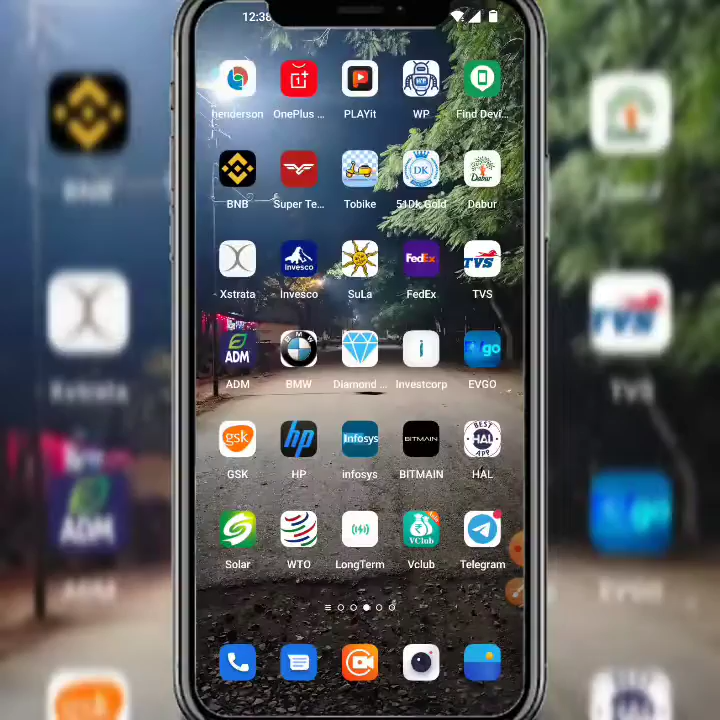 12:38
henderson OnePlus ... PLAYit WP Find Devi...
BNB Super Te... Tobike 51Dk Gold Dabur
Xstrata Invesco SuLa FedEx TVS
ADM BMW Diamond ... Investcorp EVGO
GSK HP infosys BITMAIN HAL
Solar WTO LongTerm Vclub Telegram